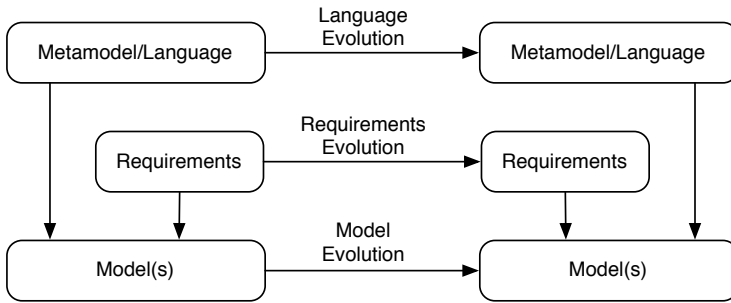 Language
Evolution
Metamodel/Language
Metamodel/Language
Requirements
Evolution
Requirements
Requirements
Model
Evolution
Model(s)
Model(s)